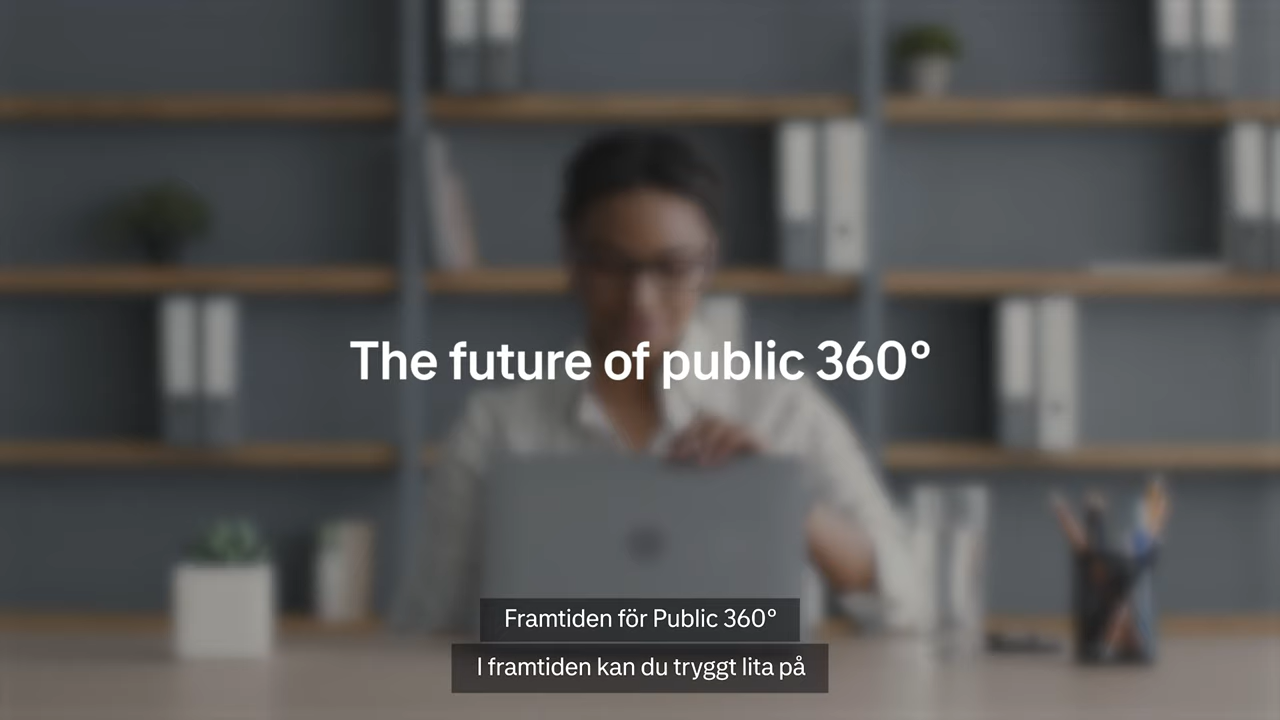 The future of public 360°
Framtiden för Public 360°
I framtiden kan du tryggt lita på